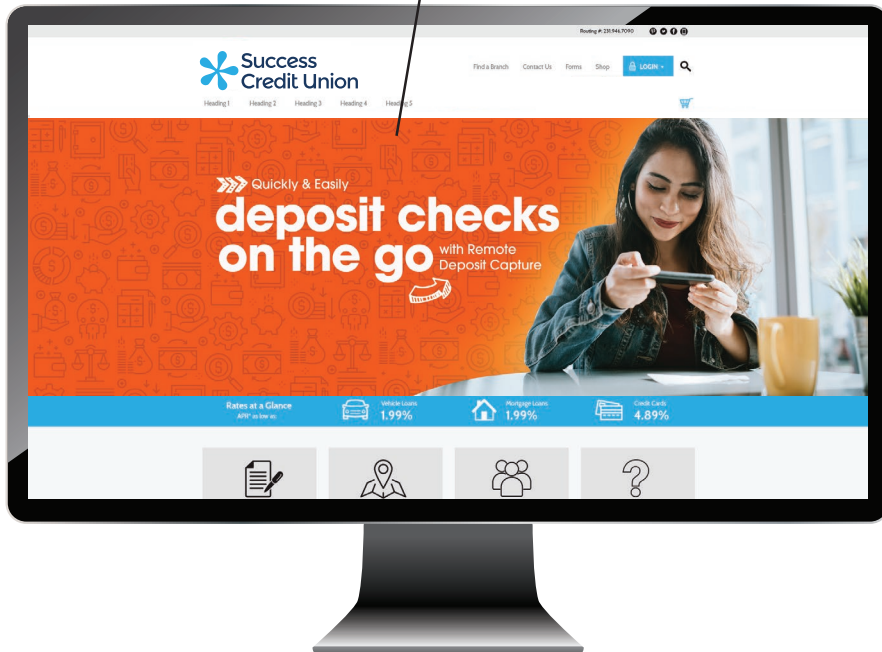 Routing #: 231.946.7090
Success
Credit Union
Find a Branch Contact Us Forms Shop LOGIN
Heading 1 Heading 2 Heading 3 Heading 4 Heading 5
Quickly & Easily
deposit checks
on the go
with Remote
Deposit Capture
Rates at a Glance
APR* as low as:
Vehicle Loans
1.99%
Mortgage Loans
1.99%
Credit Cards
4.89%